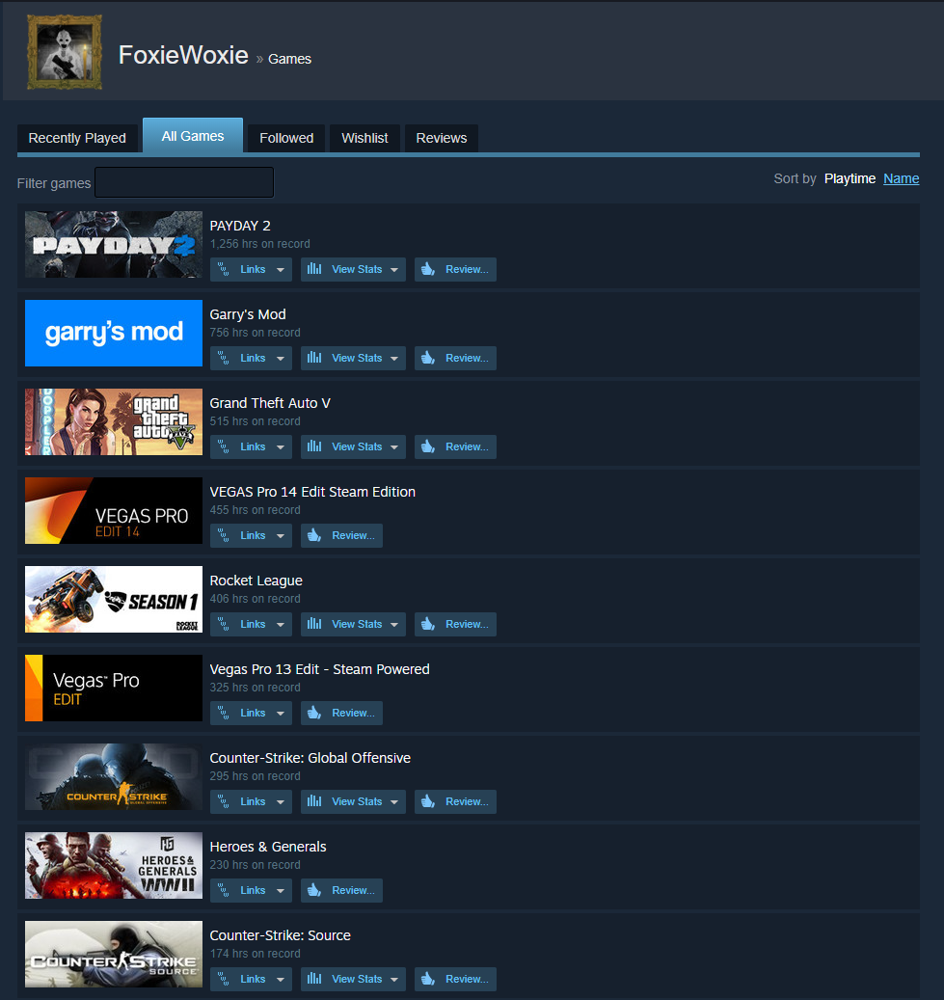 FoxieWoxie » Games
Recently Played All Games Followed Wishlist Reviews
Filter games
Sort by Playtime Name
PAYDAY 2
PAYDAY 2
1,256 hrs on record
Links View Stats Review...
garry's mod
Garry's Mod
756 hrs on record
Links View Stats Review...
DOPPLER
grand
theft
auto V
Grand Theft Auto V
515 hrs on record
Links View Stats Review...
VEGAS PRO
EDIT 14
VEGAS Pro 14 Edit Steam Edition
455 hrs on record
Links Review...
SEASON 1
ROCKET
LEAGUE
Rocket League
406 hrs on record
Links View Stats Review...
Vegas™ Pro
EDIT
Vegas Pro 13 Edit - Steam Powered
325 hrs on record
Links Review...
COUNTER STRIKE
GLOBAL OFFENSIVE
Counter-Strike: Global Offensive
295 hrs on record
Links View Stats Review...
HEROES &
GENERALS
WWII
Heroes & Generals
230 hrs on record
Links Review...
COUNTER STRIKE
SOURCE
Counter-Strike: Source
174 hrs on record
Links View Stats Review...